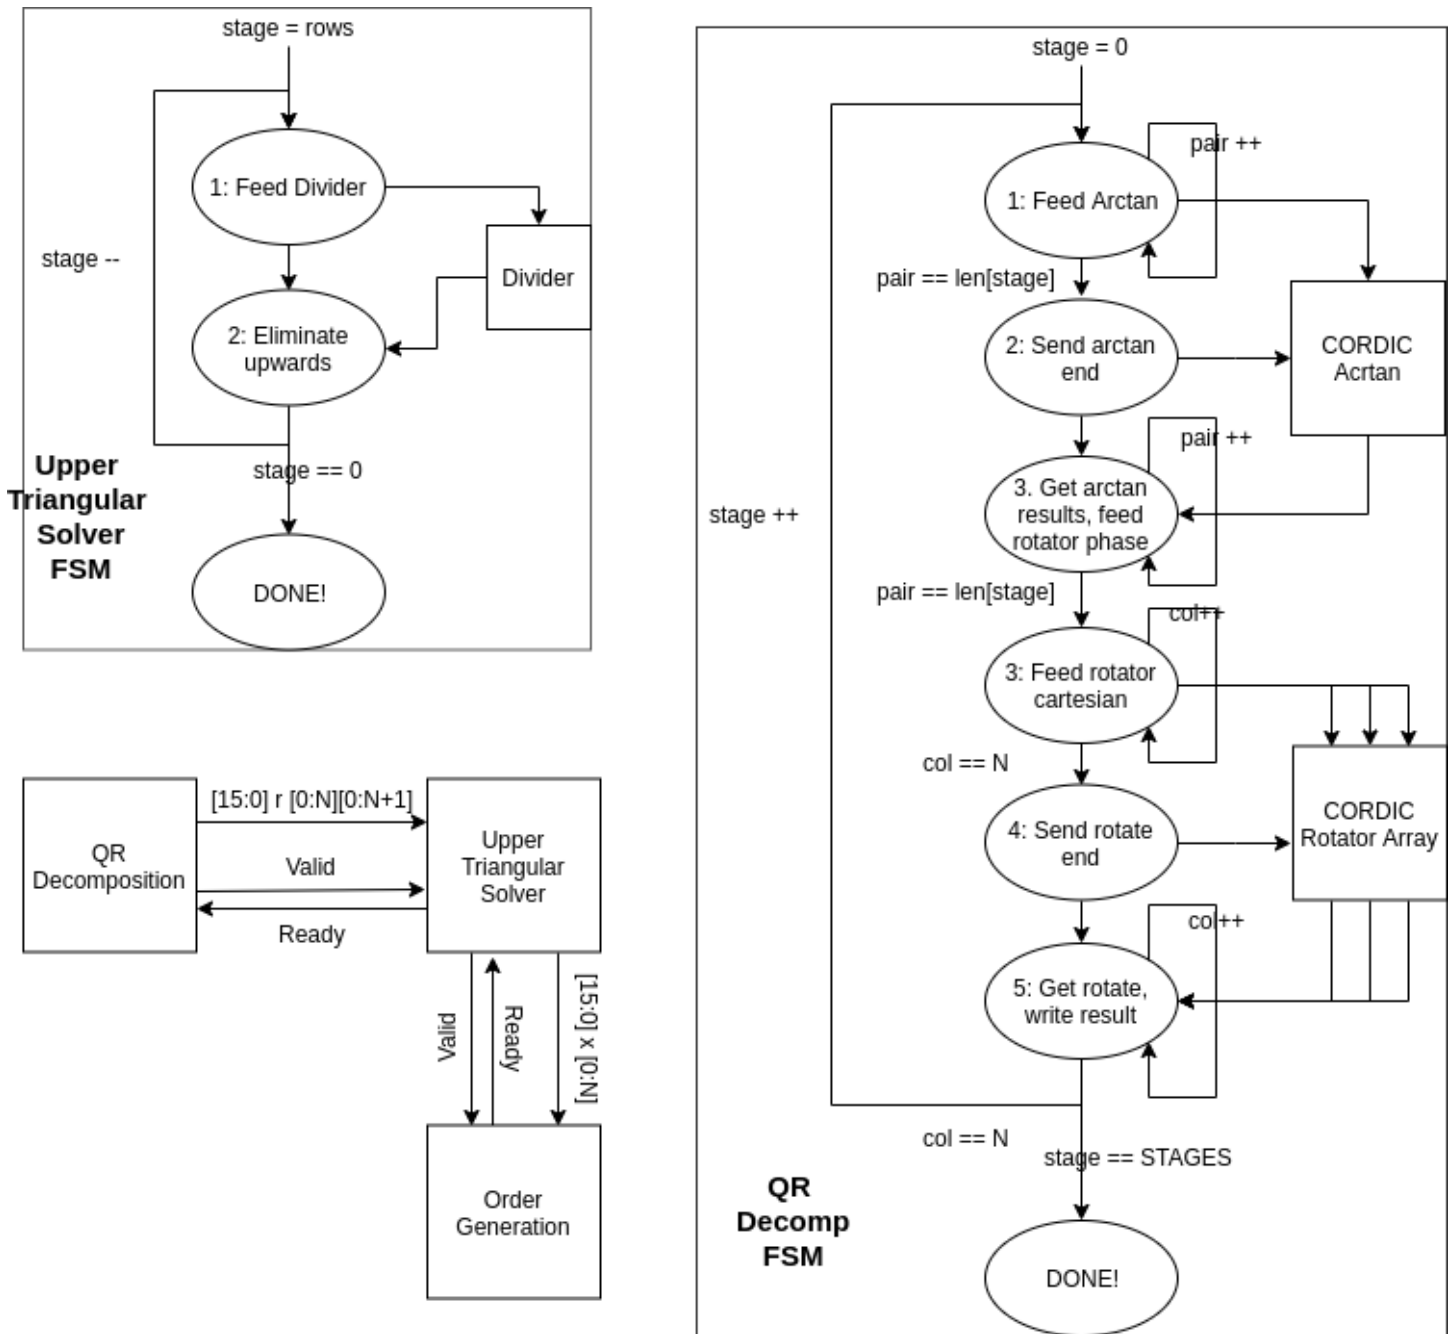 stage = rows
1: Feed Divider
Divider
stage --
2: Eliminate
upwards
stage == 0
Upper
Triangular
Solver
FSM
DONE!
[15:0] r [0:N][0:N+1]
QR
Decomposition
Valid
Ready
Upper
Triangular
Solver
Valid
Ready
[15:0] x [0:N]
Order
Generation
stage = 0
pair ++
1: Feed Arctan
pair == len[stage]
2: Send arctan
end
CORDIC
Acrtan
pair ++
3. Get arctan
results, feed
rotator phase
stage ++
pair == len[stage]
col++
3: Feed rotator
cartesian
col == N
4: Send rotate
end
CORDIC
Rotator Array
col++
5: Get rotate,
write result
col == N
stage == STAGES
QR
Decomp
FSM
DONE!